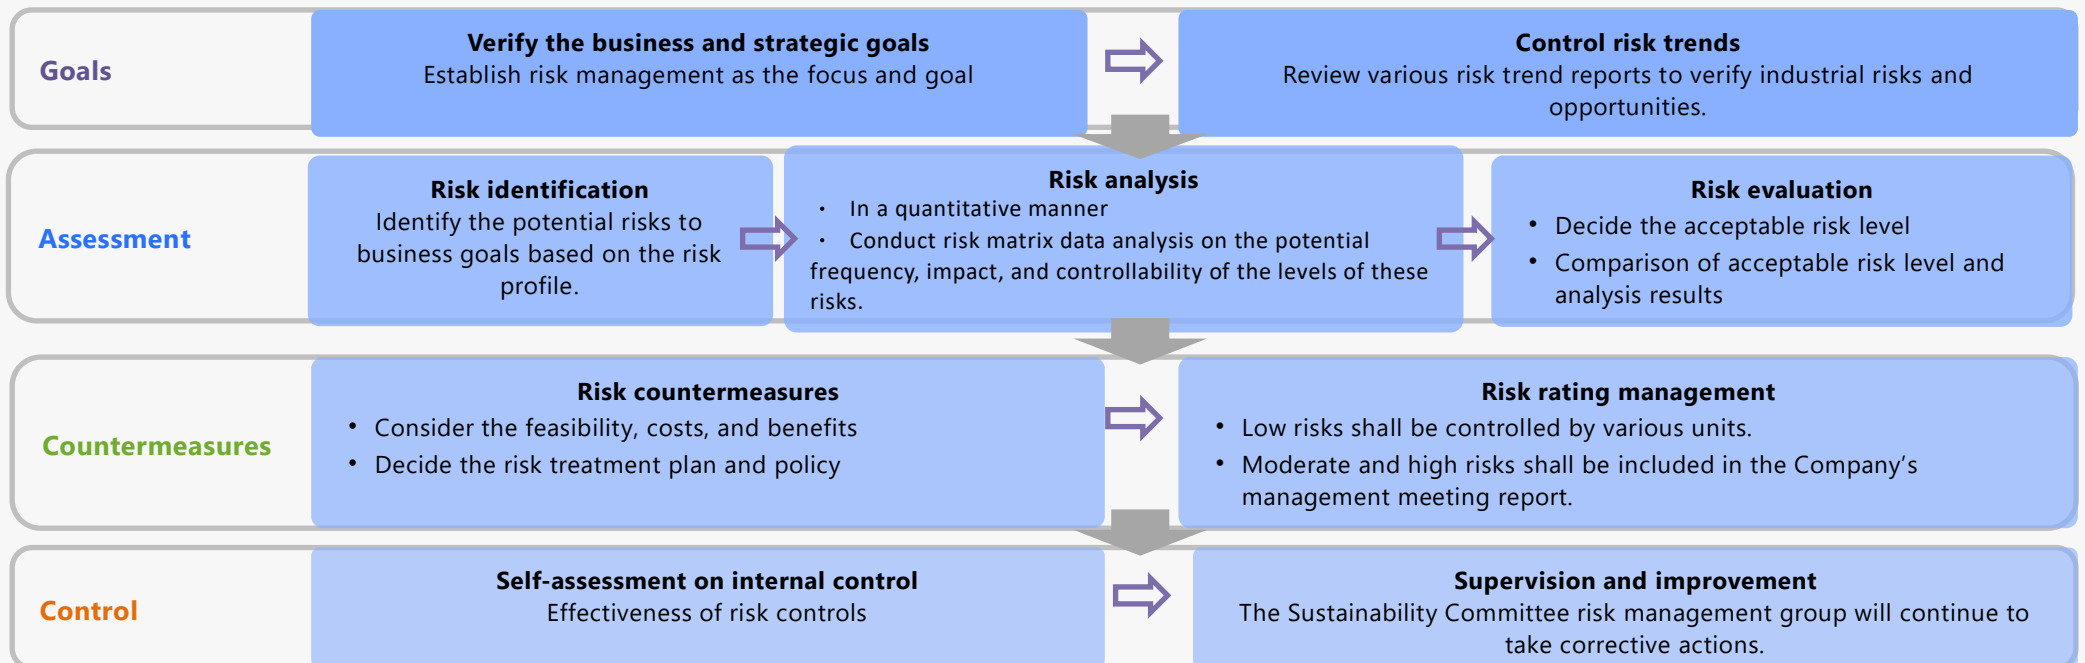 Goals
Verify the business and strategic goals
Establish risk management as the focus and goal
Control risk trends
Review various risk trend reports to verify industrial risks and
opportunities.
Assessment
Risk identification
Identify the potential risks to
business goals based on the risk
profile.
Risk analysis
· In a quantitative manner
· Conduct risk matrix data analysis on the potential
frequency, impact, and controllability of the levels of these
risks.
Risk evaluation
• Decide the acceptable risk level
• Comparison of acceptable risk level and
analysis results
Countermeasures
Risk countermeasures
• Consider the feasibility, costs, and benefits
• Decide the risk treatment plan and policy
Risk rating management
• Low risks shall be controlled by various units.
• Moderate and high risks shall be included in the Company’s
management meeting report.
Control
Self-assessment on internal control
Effectiveness of risk controls
Supervision and improvement
The Sustainability Committee risk management group will continue to
take corrective actions.